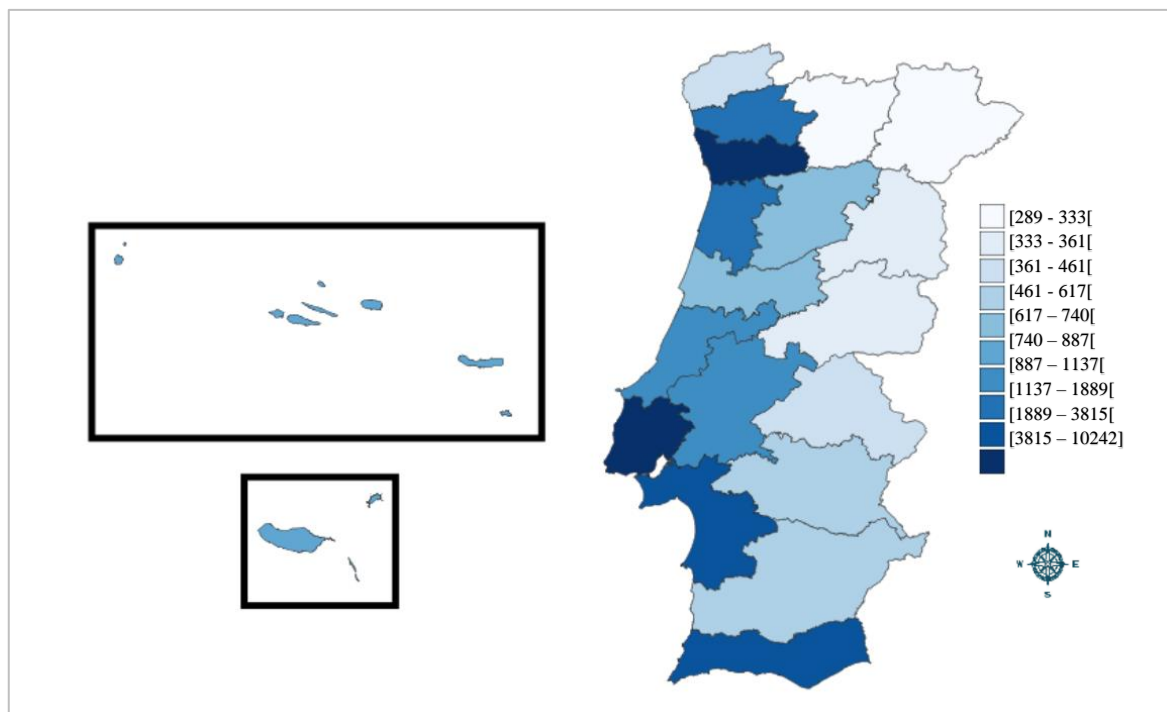 [289 - 333[
[333 - 361[
[361 - 461[
[461 - 617[
[617 – 740[
[740 – 887[
[887 – 1137[
[1137 – 1889[
[1889 – 3815[
[3815 – 10242]
N
W E
S